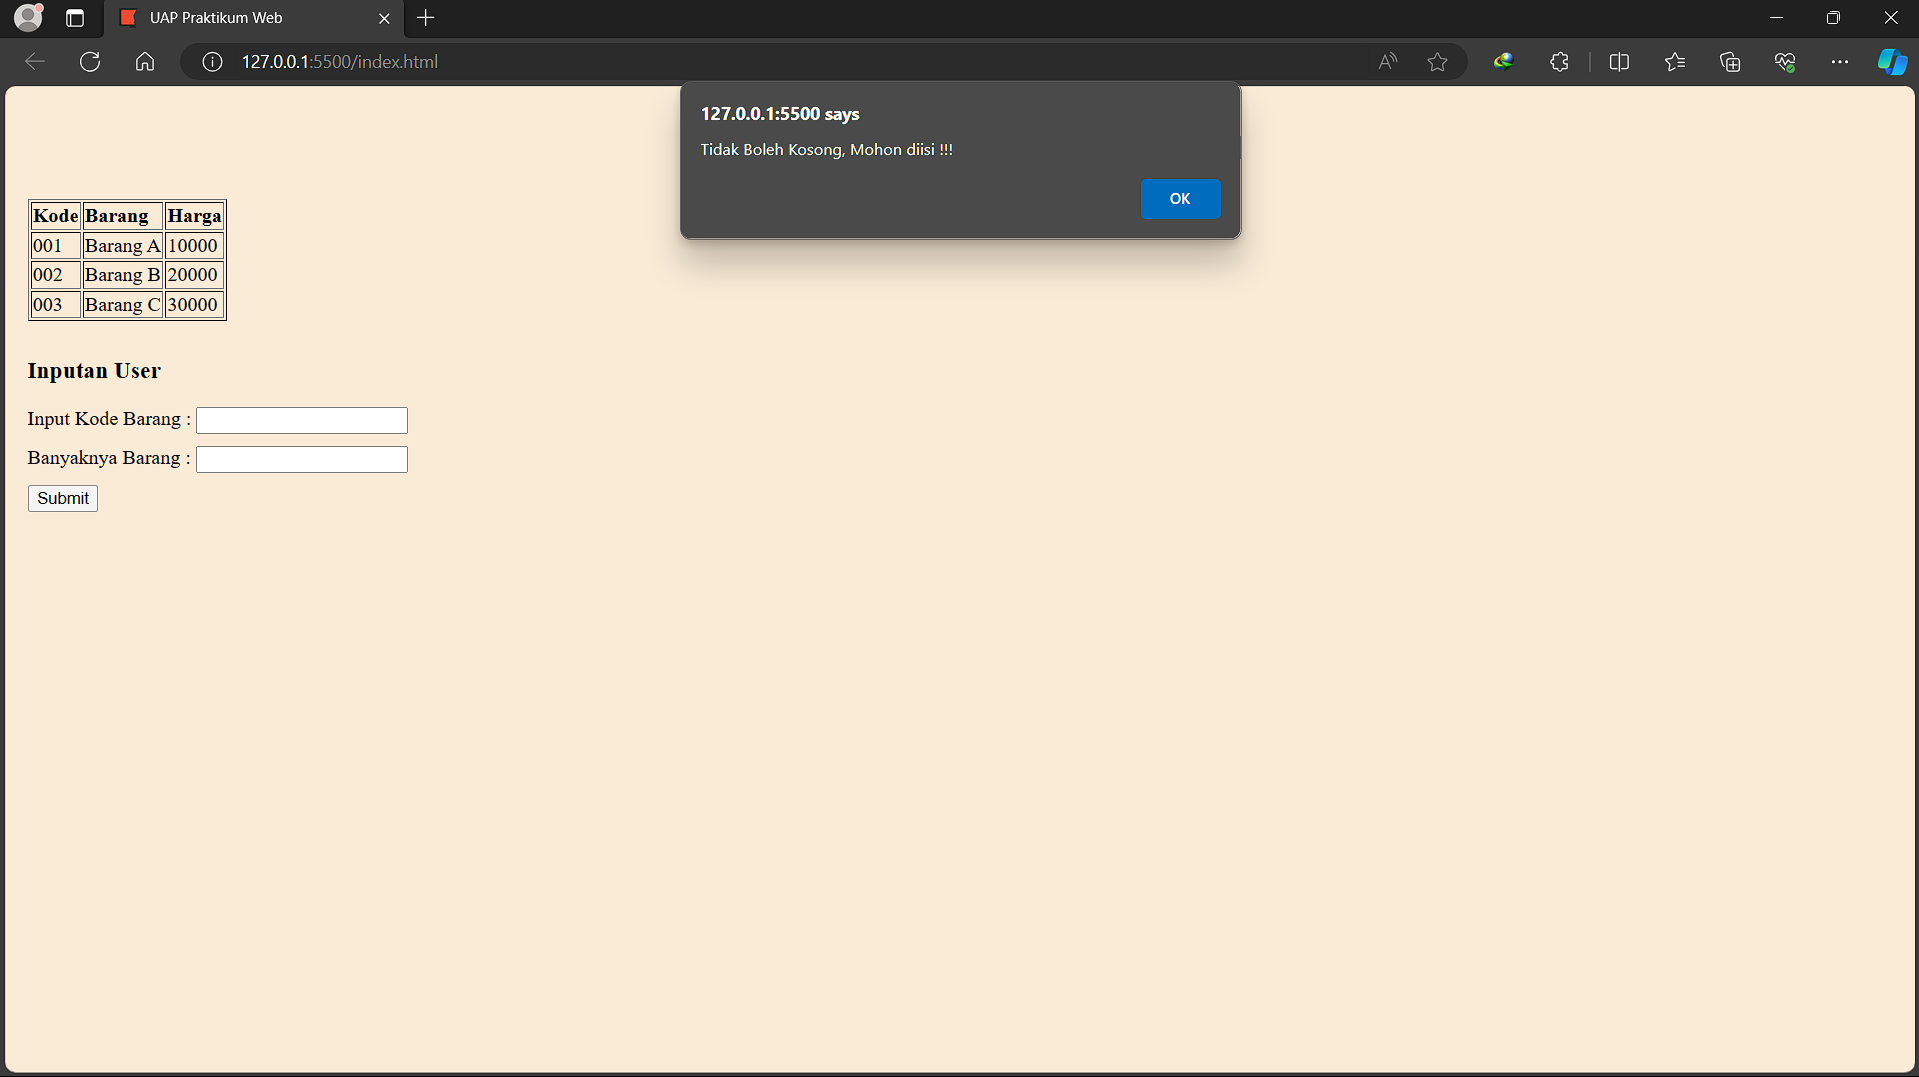 UAP Praktikum Web
127.0.0.1:5500/index.html
127.0.0.1:5500 says
Tidak Boleh Kosong, Mohon diisi !!!
OK
Kode Barang Harga
001 Barang A 10000
002 Barang B 20000
003 Barang C 30000
Inputan User
Input Kode Barang :
Banyaknya Barang :
Submit